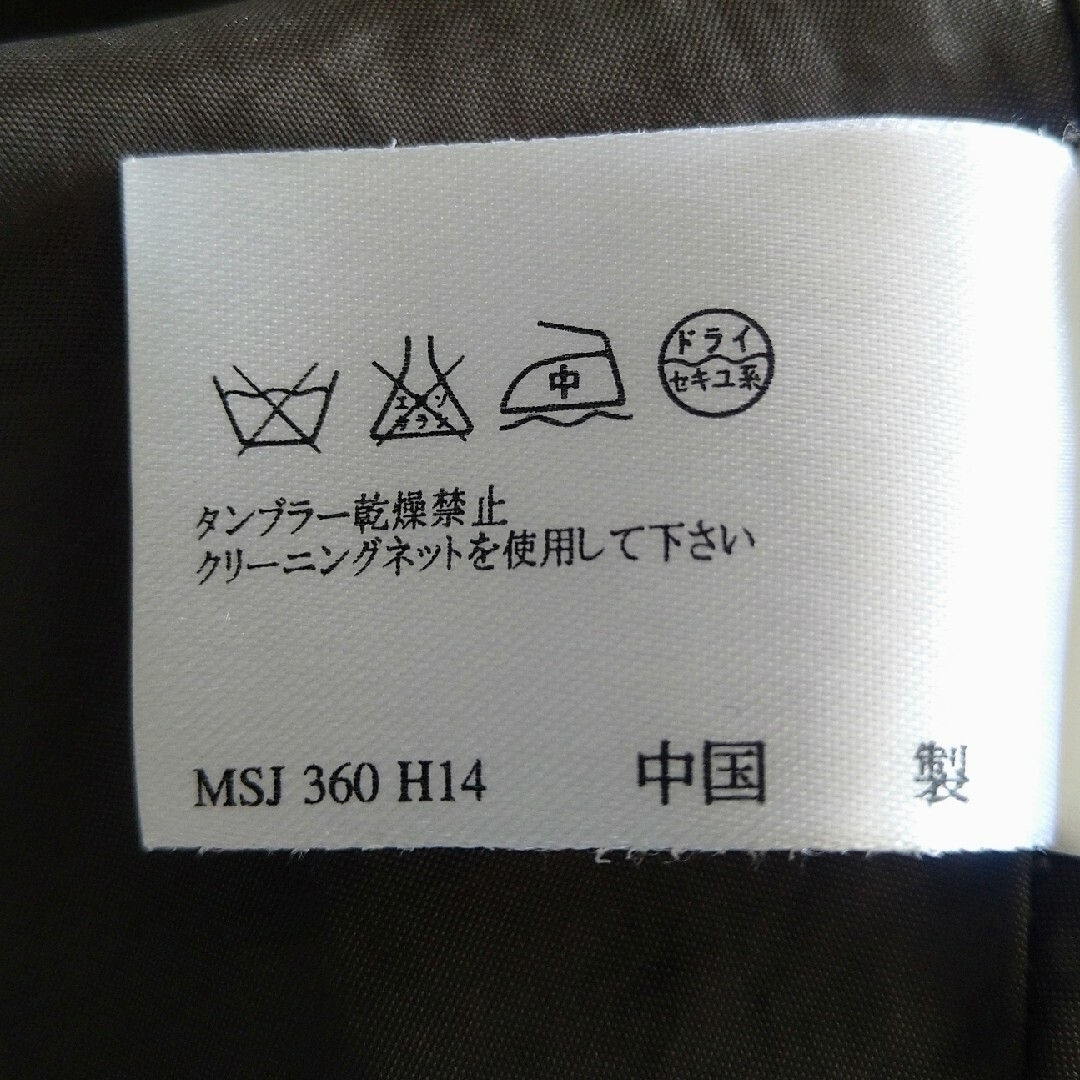 エンソ
サラシ
中
ドライ
セキユ系
タンブラー乾燥禁止
クリーニングネットを使用して下さい
MSJ 360 H14 中国 製